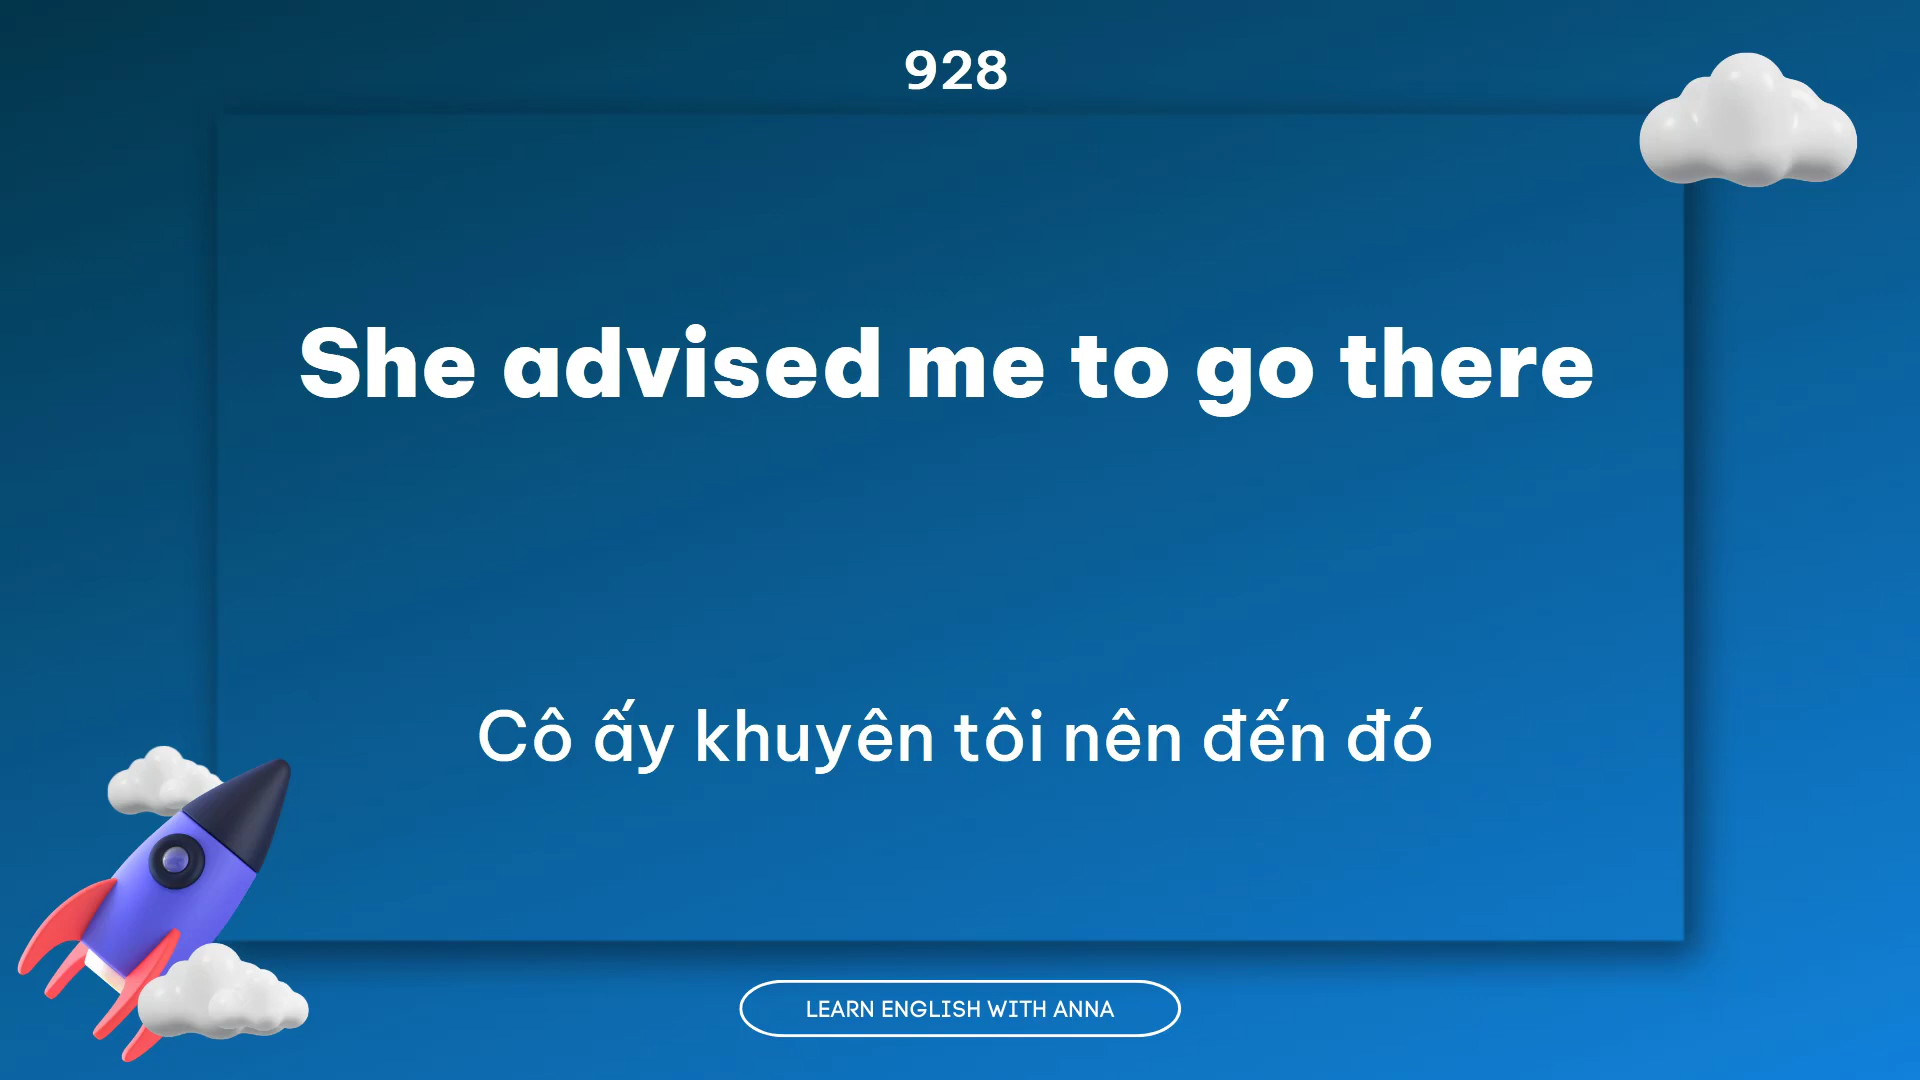 928
She advised me to go there
Cô ấy khuyên tôi nên đến đó
LEARN ENGLISH WITH ANNA